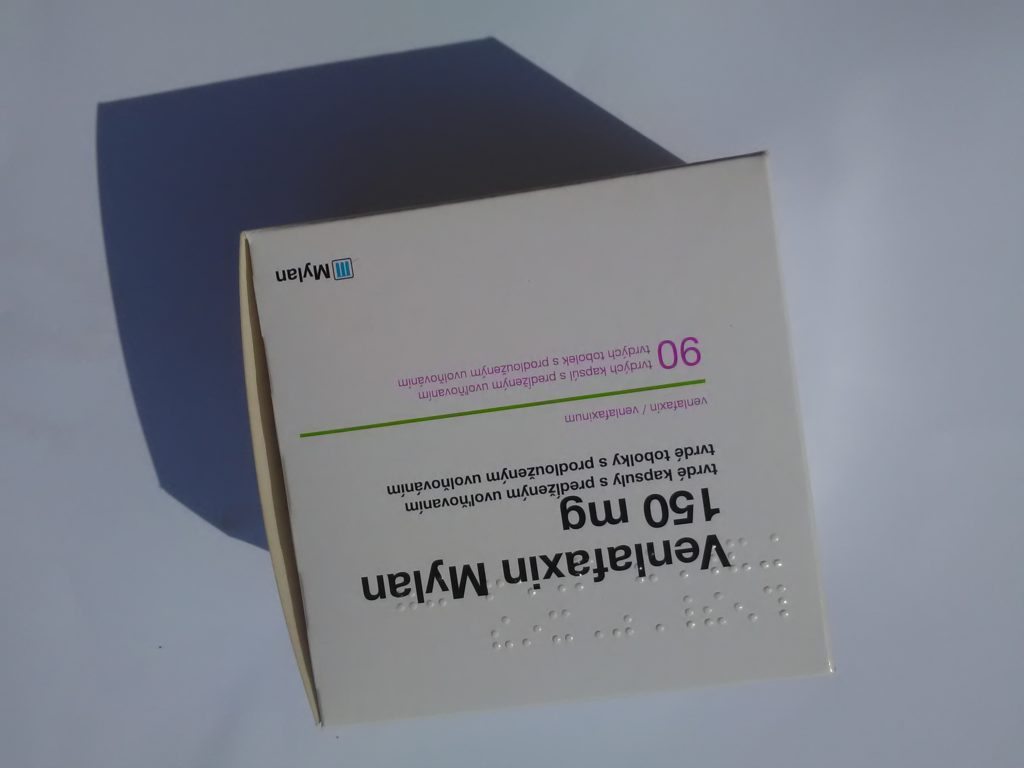 Venlafaxin Mylan
150 mg
tvrdé kapsuly s predĺženým uvoľňovaním
tvrdé tobolky s prodlouženým uvolňováním
venlafaxín / venlafaxinum
90
tvrdých kapsúl s predĺženým uvoľňovaním
tvrdých tobolek s prodlouženým uvolňováním
Mylan